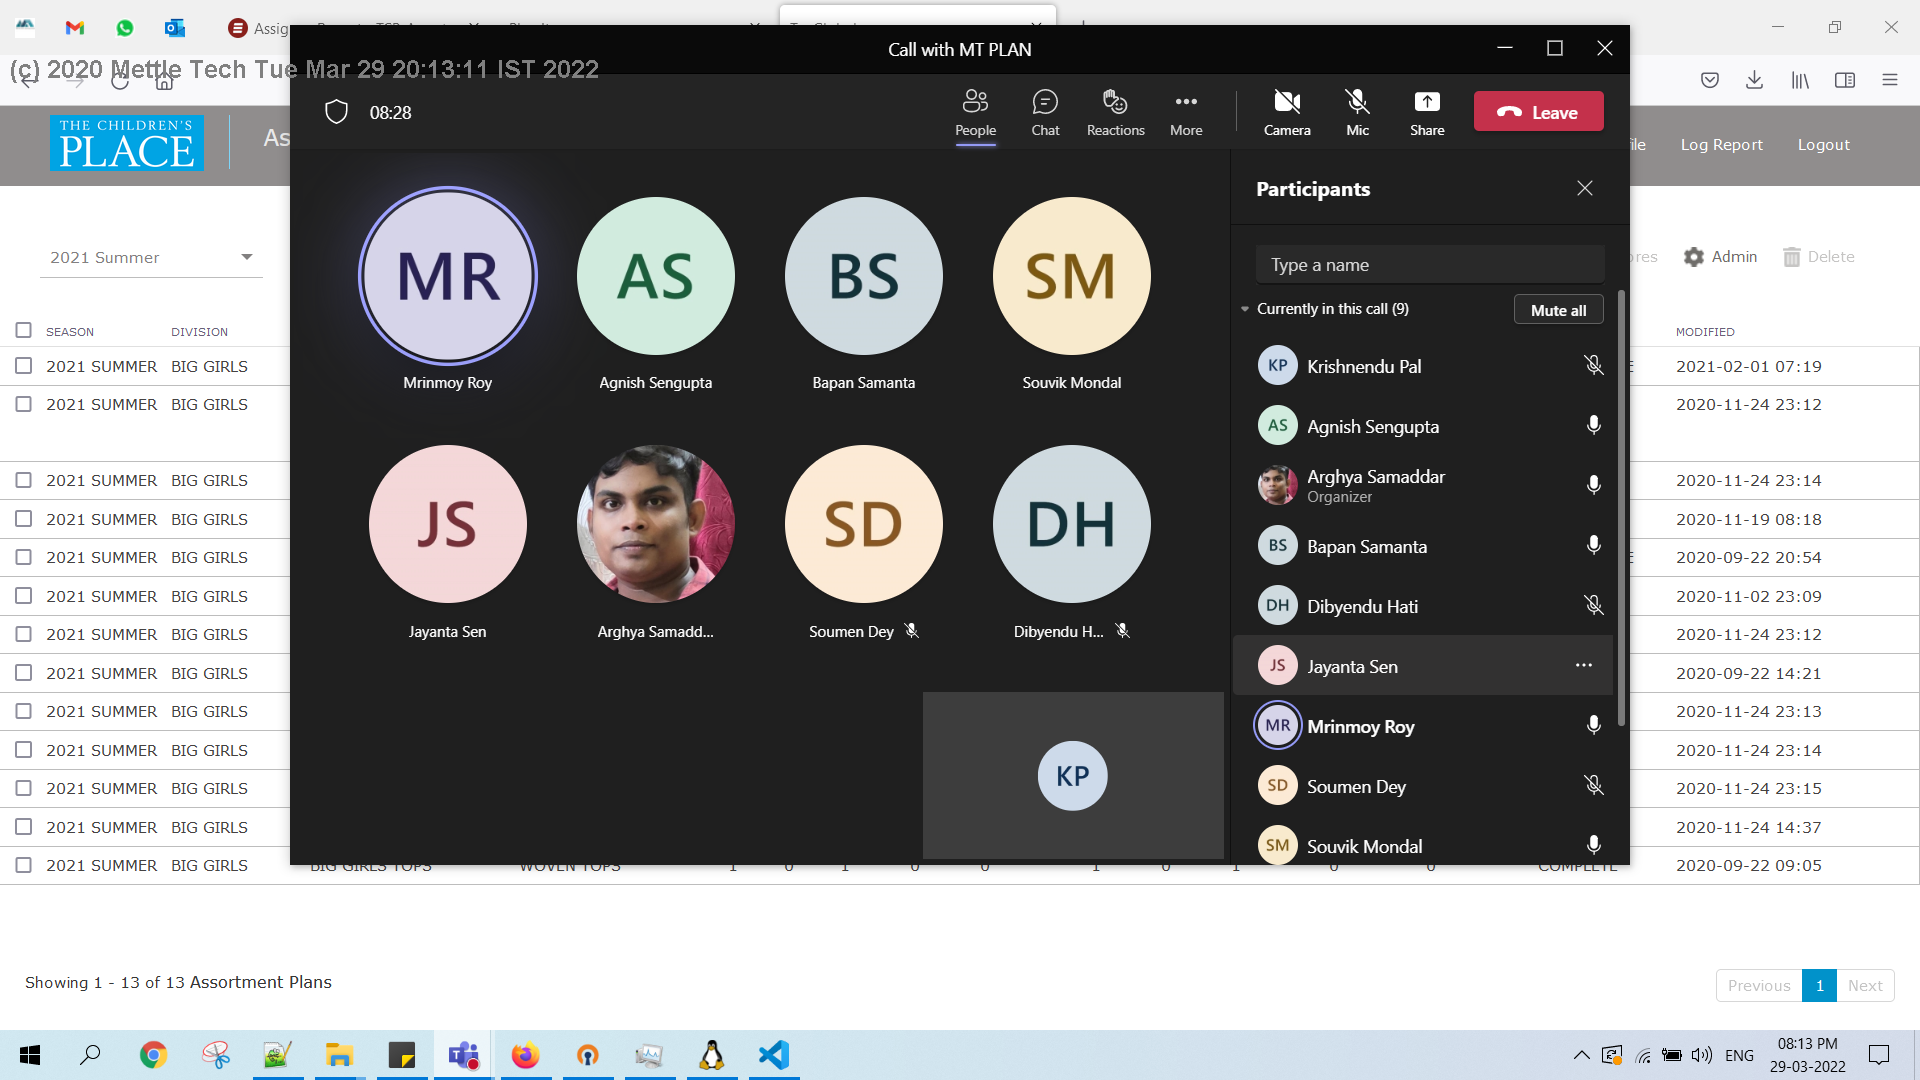 Assig
(c) 2020 Mettle Tech Tue Mar 29 20:13:11 IST 2022
Call with MT PLAN
08:28
People
Chat
Reactions
More
Camera
Mic
Share
Leave
THE CHILDREN'S
PLACE
As
ile
Log Report
Logout
Participants
Type a name
Currently in this call (9)
Mute all
KP Krishnendu Pal
AS Agnish Sengupta
Arghya Samaddar
Organizer
BS Bapan Samanta
DH Dibyendu Hati
JS Jayanta Sen
MR Mrinmoy Roy
SD Soumen Dey
SM Souvik Mondal
MR
Mrinmoy Roy
AS
Agnish Sengupta
BS
Bapan Samanta
SM
Souvik Mondal
JS
Jayanta Sen
Arghya Samadd...
SD
Soumen Dey
DH
Dibyendu H...
KP
2021 Summer
ores
Admin
Delete
SEASON DIVISION MODIFIED
2021 SUMMER BIG GIRLS 2021-02-01 07:19
2021 SUMMER BIG GIRLS 2020-11-24 23:12
2021 SUMMER BIG GIRLS 2020-11-24 23:14
2021 SUMMER BIG GIRLS 2020-11-19 08:18
2021 SUMMER BIG GIRLS 2020-09-22 20:54
2021 SUMMER BIG GIRLS 2020-11-02 23:09
2021 SUMMER BIG GIRLS 2020-11-24 23:12
2021 SUMMER BIG GIRLS 2020-09-22 14:21
2021 SUMMER BIG GIRLS 2020-11-24 23:13
2021 SUMMER BIG GIRLS 2020-11-24 23:14
2021 SUMMER BIG GIRLS 2020-11-24 23:15
2021 SUMMER BIG GIRLS 2020-11-24 14:37
2021 SUMMER BIG GIRLS BIG GIRLS TOPS WOVEN TOPS 1 0 1 0 0 1 0 1 0 0 COMPLETE 2020-09-22 09:05
Showing 1 - 13 of 13 Assortment Plans
Previous 1 Next
ENG
08:13 PM
29-03-2022